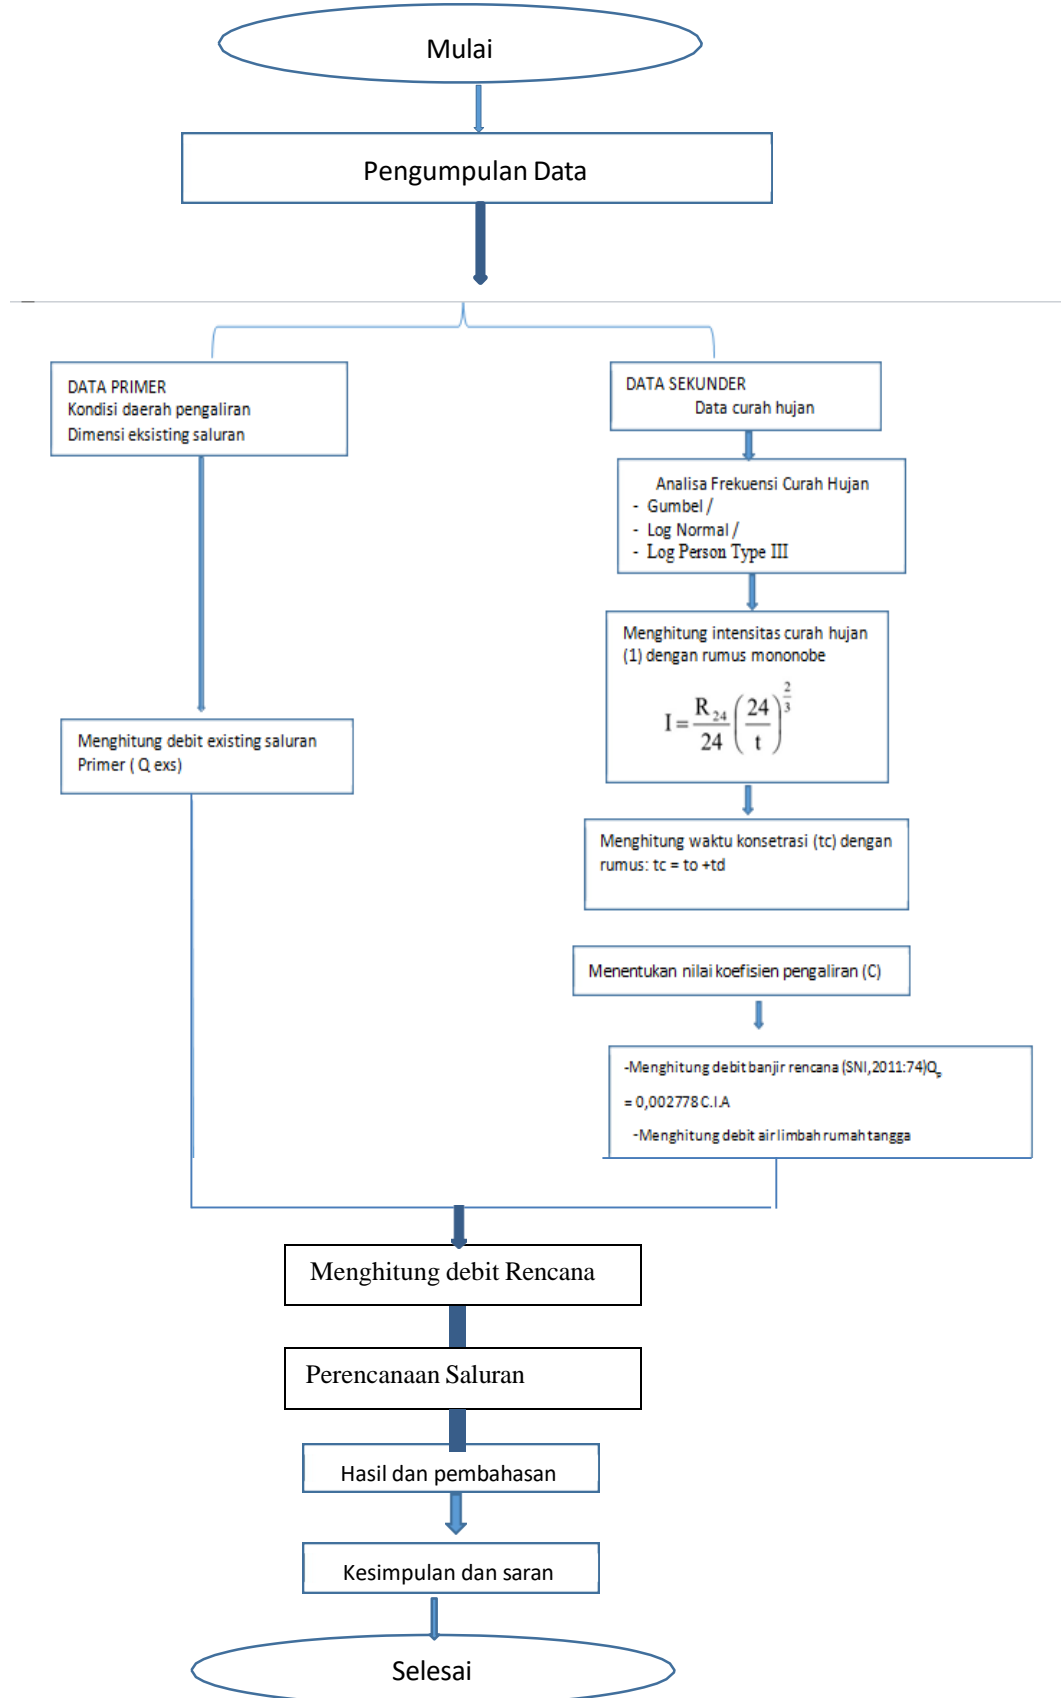 Mulai
Pengumpulan Data
DATA PRIMER
Kondisi daerah pengaliran
Dimensi eksisting saluran
DATA SEKUNDER
Data curah hujan
Analisa Frekuensi Curah Hujan
- Gumbel /
- Log Normal /
- Log Person Type III
Menghitung intensitas curah hujan
(1) dengan rumus mononobe
I = R₂₄/24 (24/t)^(2/3)
Menghitung debit existing saluran
Primer ( Q exs)
Menghitung waktu konsetrasi (tc) dengan
rumus: tc = to +td
Menentukan nilai koefisien pengaliran (C)
-Menghitung debit banjir rencana (SNI,2011:74)Qₚ
= 0,002778 C.I.A
-Menghitung debit air limbah rumah tangga
Menghitung debit Rencana
Perencanaan Saluran
Hasil dan pembahasan
Kesimpulan dan saran
Selesai